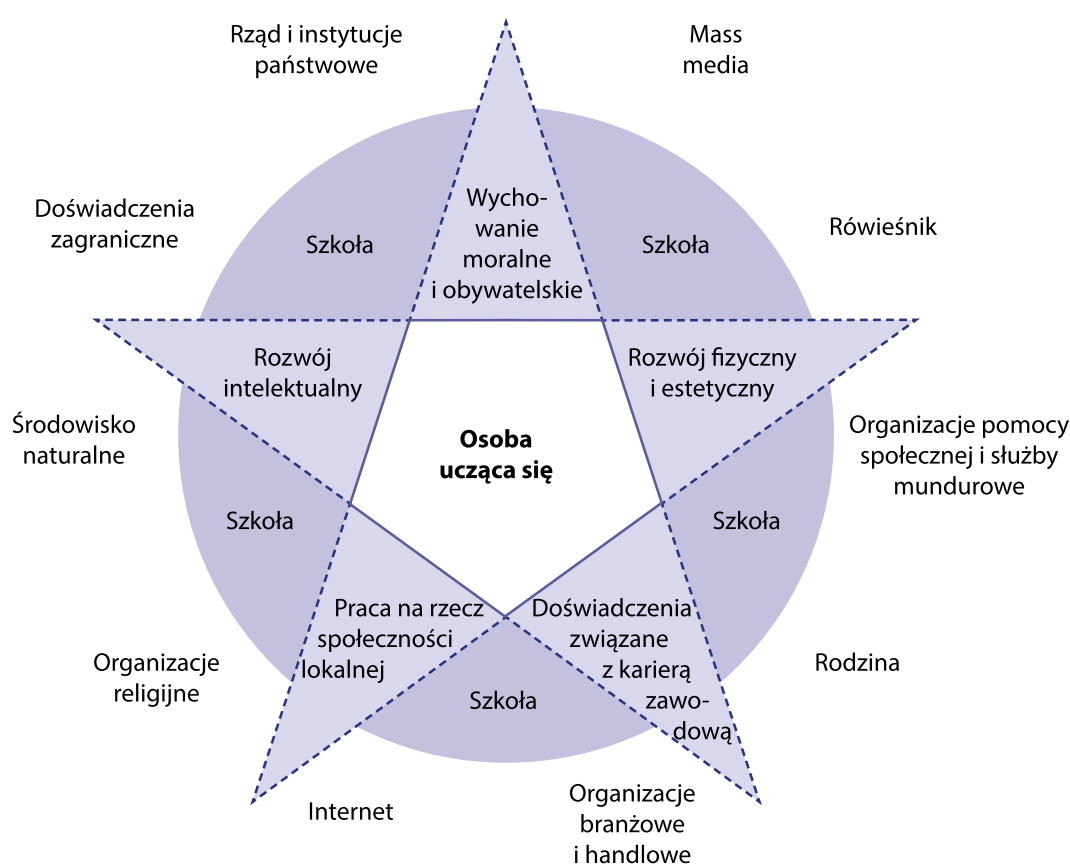 Rząd i instytucje
państwowe
Mass
media
Doświadczenia
zagraniczne
Szkoła
Wycho-
wanie
moralne
i obywatelskie
Szkoła
Rówieśnik
Rozwój
intelektualny
Rozwój fizyczny
i estetyczny
Środowisko
naturalne
Osoba
ucząca się
Organizacje pomocy
społecznej i służby
mundurowe
Szkoła
Szkoła
Praca na rzecz
społeczności
lokalnej
Doświadczenia
związane
z karierą
zawo-
dową
Organizacje
religijne
Szkoła
Rodzina
Internet
Organizacje
branżowe
i handlowe